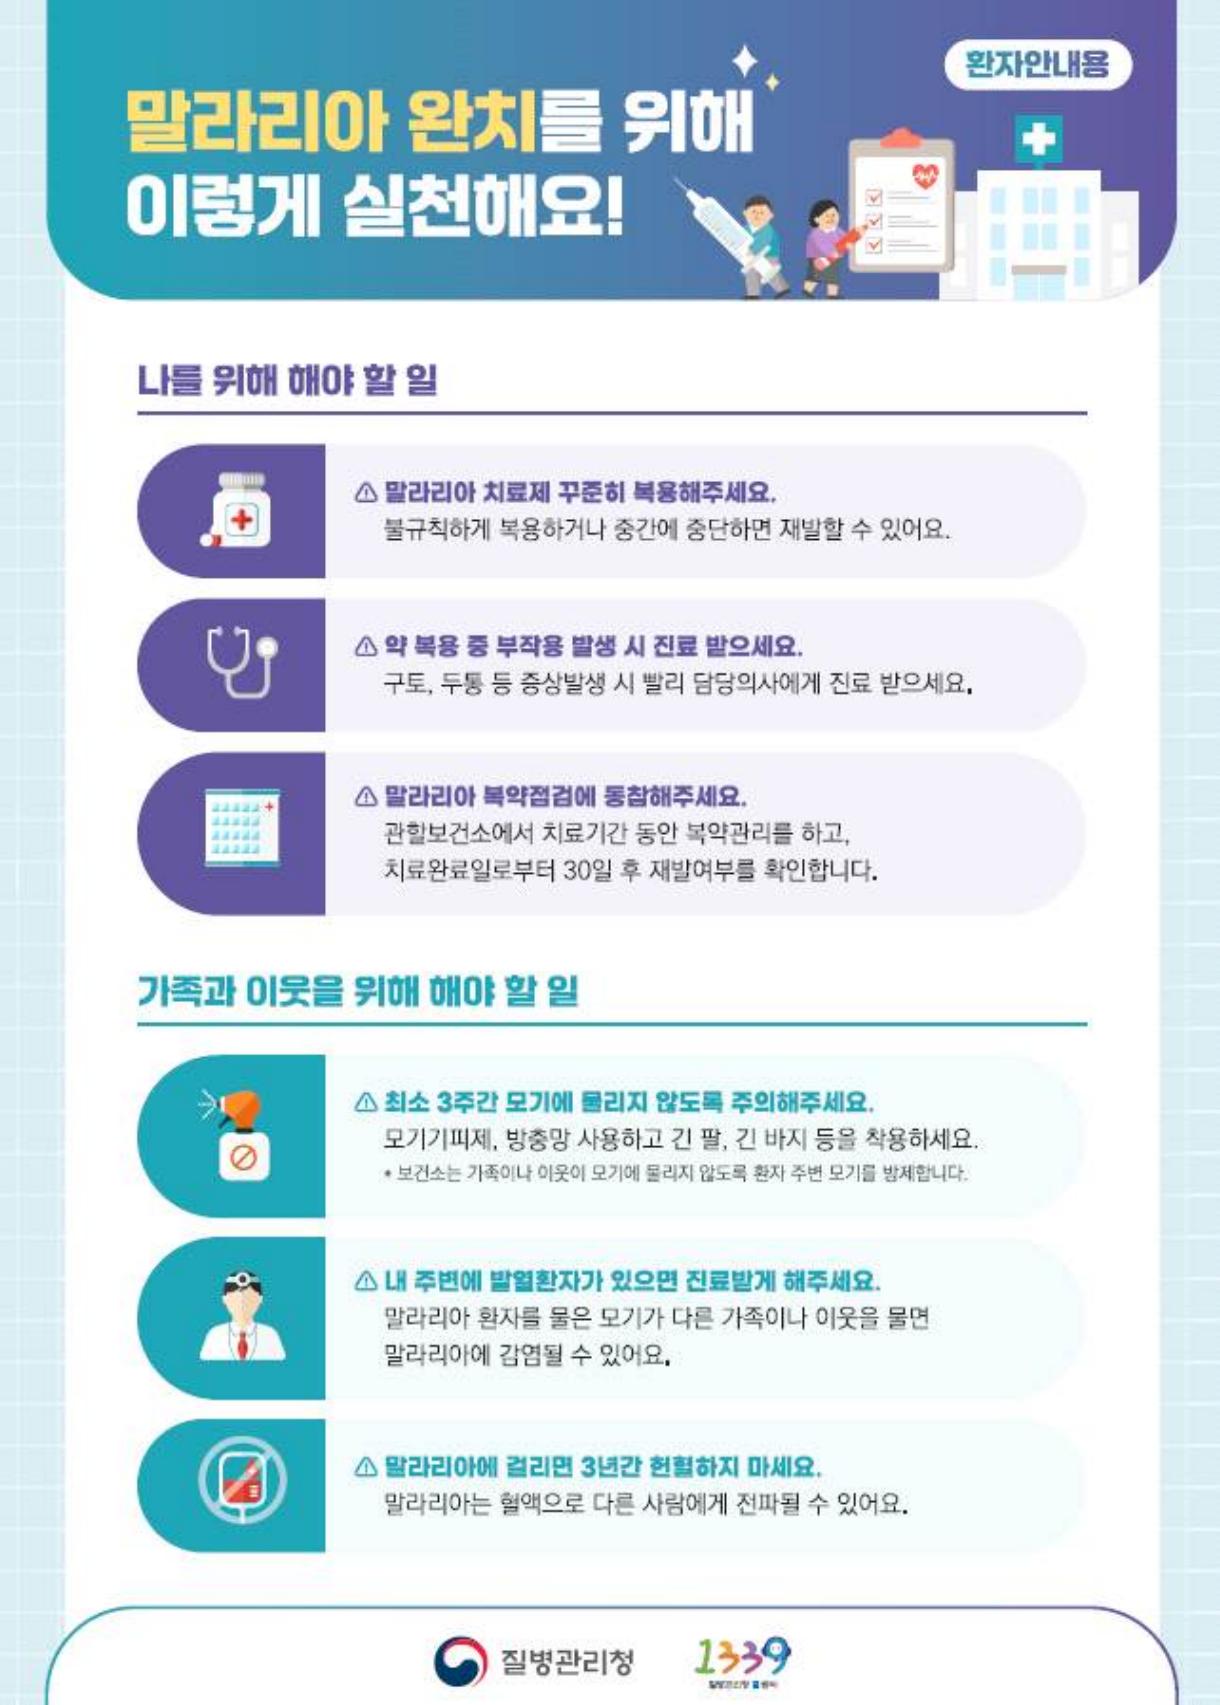 환자안내용
말라리아 완치를 위해
이렇게 실천해요!
나를 위해 해야 할 일
말라리아 치료제 꾸준히 복용해주세요.
불규칙하게 복용하거나 중간에 중단하면 재발할 수 있어요.
약 복용 중 부작용 발생 시 진료 받으세요.
구토, 두통 등 증상발생 시 빨리 담당의사에게 진료 받으세요.
말라리아 복약점검에 동참해주세요.
관할보건소에서 치료기간 동안 복약관리를 하고,
치료완료일로부터 30일 후 재발여부를 확인합니다.
가족과 이웃을 위해 해야 할 일
최소 3주간 모기에 물리지 않도록 주의해주세요.
모기기피제, 방충망 사용하고 긴 팔, 긴 바지 등을 착용하세요.
* 보건소는 가족이나 이웃이 모기에 물리지 않도록 환자 주변 모기를 방제합니다.
내 주변에 발열환자가 있으면 진료받게 해주세요.
말라리아 환자를 물은 모기가 다른 가족이나 이웃을 물면
말라리아에 감염될 수 있어요.
말라리아에 걸리면 3년간 헌혈하지 마세요.
말라리아는 혈액으로 다른 사람에게 전파될 수 있어요.
질병관리청
1339
질병관리청 콜센터